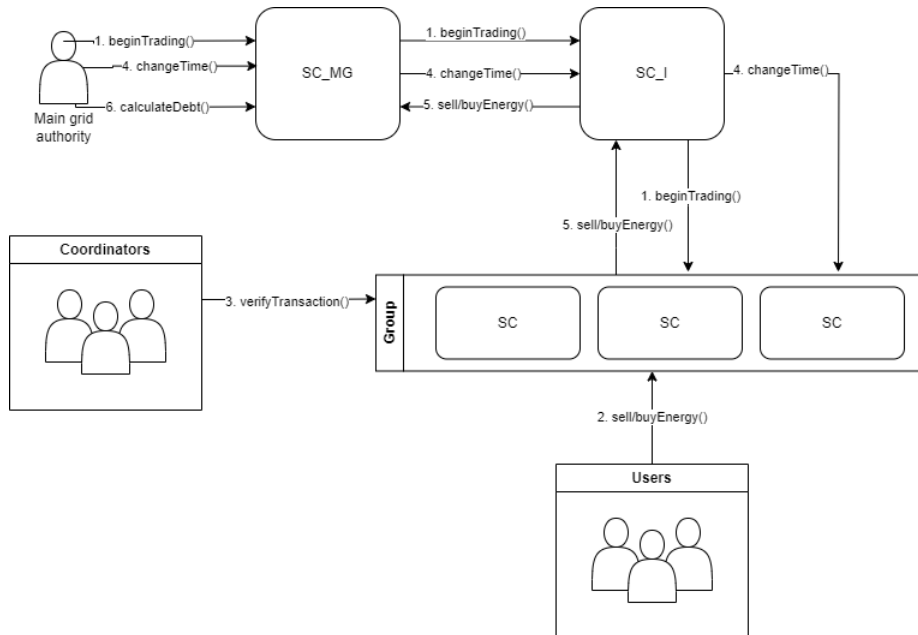 1. beginTrading()
4. changeTime()
6. calculateDebt()
Main grid
authority
SC_MG
1. beginTrading()
4. changeTime()
5. sell/buyEnergy()
SC_I
4. changeTime()
1. beginTrading()
5. sell/buyEnergy()
Coordinators
3. verifyTransaction()
Group
SC
SC
SC
2. sell/buyEnergy()
Users